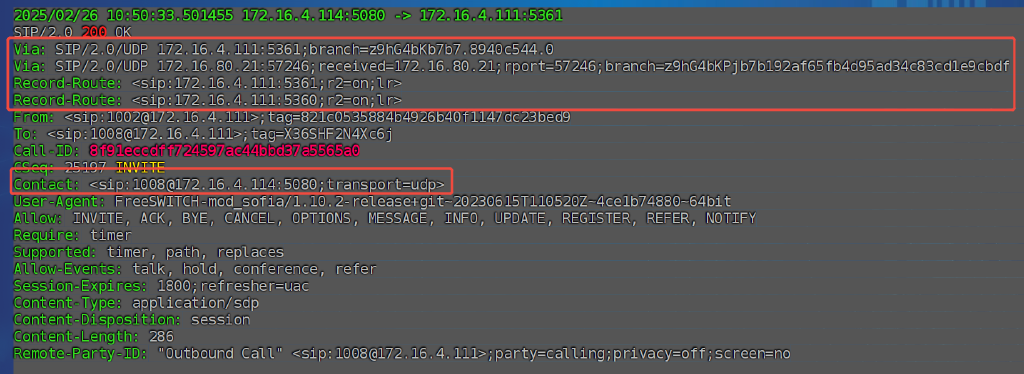 2025/02/26 10:50:33.501455 172.16.4.114:5080 -> 172.16.4.111:5361
SIP/2.0 200 OK
Via: SIP/2.0/UDP 172.16.4.111:5361;branch=z9hG4bKb7b7.8940c544.0
Via: SIP/2.0/UDP 172.16.80.21:57246;received=172.16.80.21;rport=57246;branch=z9hG4bKPjb7b192af65fb4d95ad34c83cd1e9cbdf
Record-Route: <sip:172.16.4.111:5361;r2=on;lr>
Record-Route: <sip:172.16.4.111:5360;r2=on;lr>
From: <sip:1002@172.16.4.111>;tag=821c0535884b4926b40f1147dc23bed9
To: <sip:1008@172.16.4.111>;tag=X36SHF2N4Xc6j
Call-ID: 8f91eccdff724597ac44bbd37a5565a0
CSeq: 25197 INVITE
Contact: <sip:1008@172.16.4.114:5080;transport=udp>
User-Agent: FreeSWITCH-mod_sofia/1.10.2-release+git-20230615T110520Z-4ce1b74880-64bit
Allow: INVITE, ACK, BYE, CANCEL, OPTIONS, MESSAGE, INFO, UPDATE, REGISTER, REFER, NOTIFY
Require: timer
Supported: timer, path, replaces
Allow-Events: talk, hold, conference, refer
Session-Expires: 1800;refresher=uac
Content-Type: application/sdp
Content-Disposition: session
Content-Length: 286
Remote-Party-ID: "Outbound Call" <sip:1008@172.16.4.111>;party=calling;privacy=off;screen=no